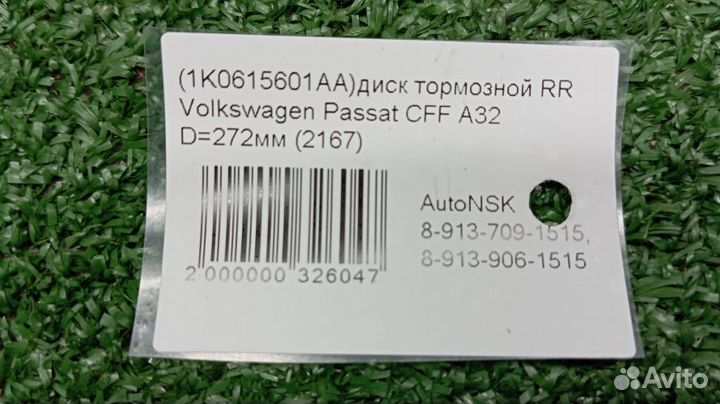 (1K0615601AA)диск тормозной RR
Volkswagen Passat CFF A32
D=272мм (2167)
AutoNSK
8-913-709-1515,
8-913-906-1515
2 000000 326047
Avito